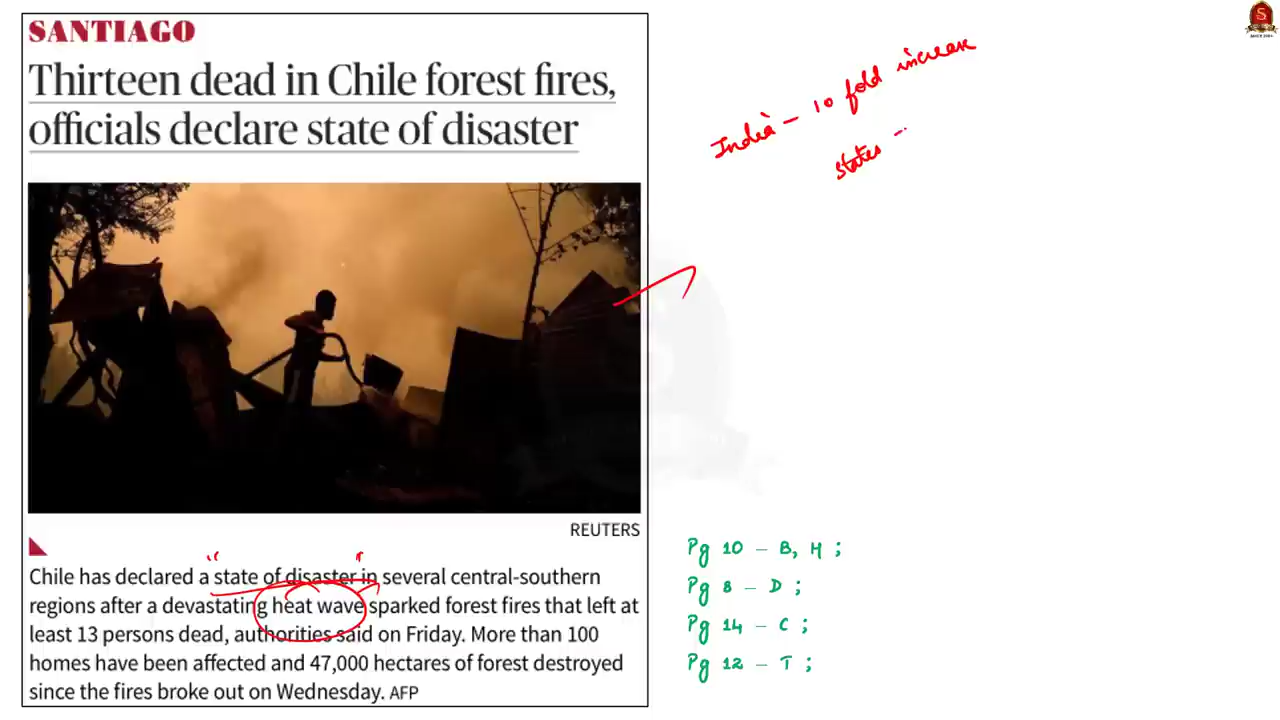 SANTIAGO
Thirteen dead in Chile forest fires,
officials declare state of disaster
REUTERS
Chile has declared a "state of disaster" in several central-southern
regions after a devastating heat wave sparked forest fires that left at
least 13 persons dead, authorities said on Friday. More than 100
homes have been affected and 47,000 hectares of forest destroyed
since the fires broke out on Wednesday. AFP
India - 10 fold increase
states -
Pg 10 - B, H ;
Pg 8 - D ;
Pg 14 - C ;
Pg 12 - T ;